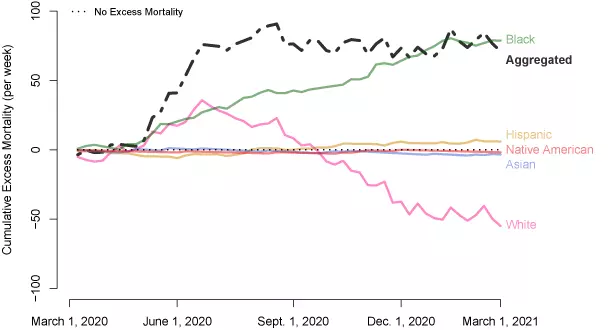 No Excess Mortality
Cumulative Excess Mortality (per week)
100
50
0
−50
−100
Black
Aggregated
Hispanic
Native American
Asian
White
March 1, 2020 June 1, 2020 Sept. 1, 2020 Dec. 1, 2020 March 1, 2021